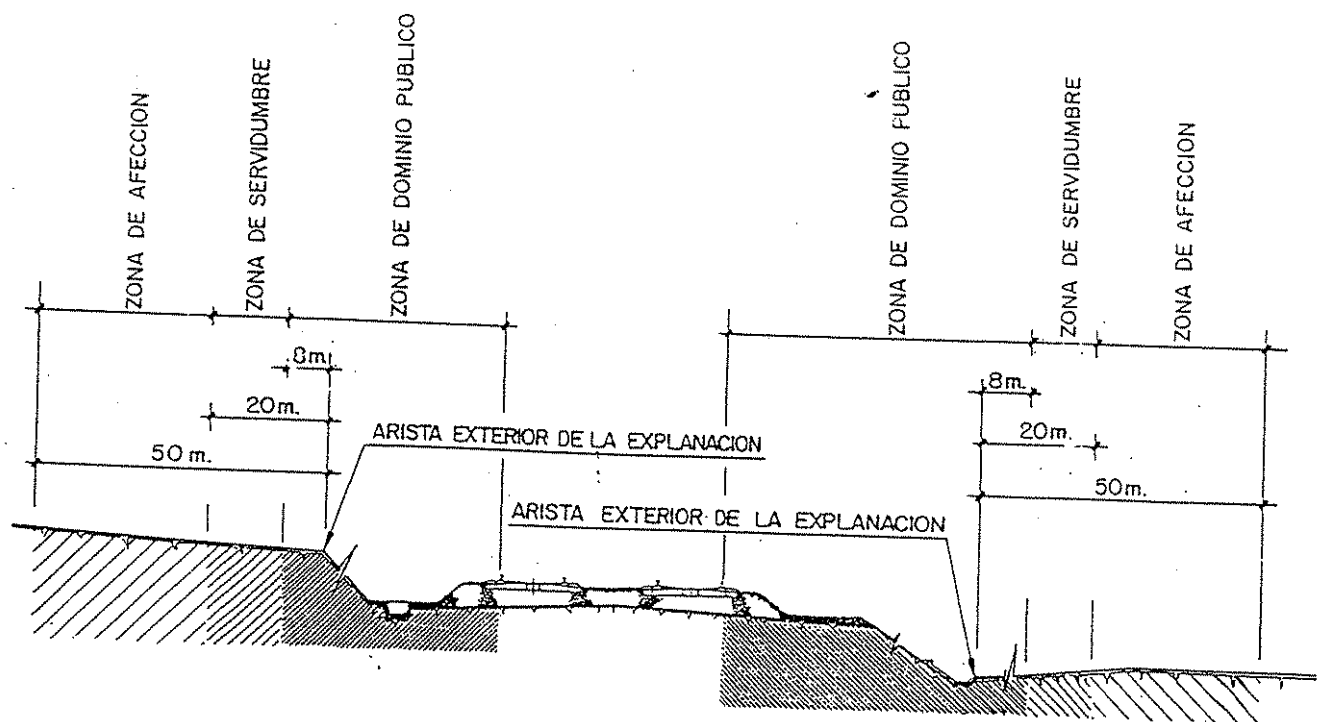 ZONA DE AFECCION
ZONA DE SERVIDUMBRE
ZONA DE DOMINIO PUBLICO
ZONA DE DOMINIO PUBLICO
ZONA DE SERVIDUMBRE
ZONA DE AFECCION
8m
20m.
50m.
8m.
20m.
50m.
ARISTA EXTERIOR DE LA EXPLANACION
ARISTA EXTERIOR DE LA EXPLANACION